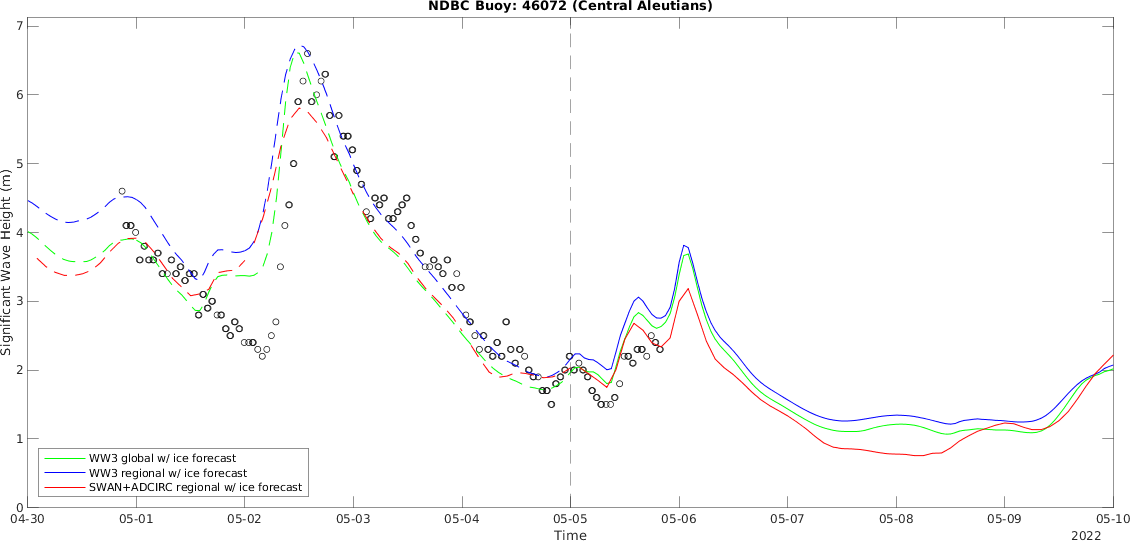 NDBC Buoy: 46072 (Central Aleutians)
7
6
5
4
3
2
1
0
Significant Wave Height (m)
WW3 global w/ ice forecast
WW3 regional w/ ice forecast
SWAN+ADCIRC regional w/ ice forecast
04-30 05-01 05-02 05-03 05-04 05-05 05-06 05-07 05-08 05-09 05-10
Time
2022